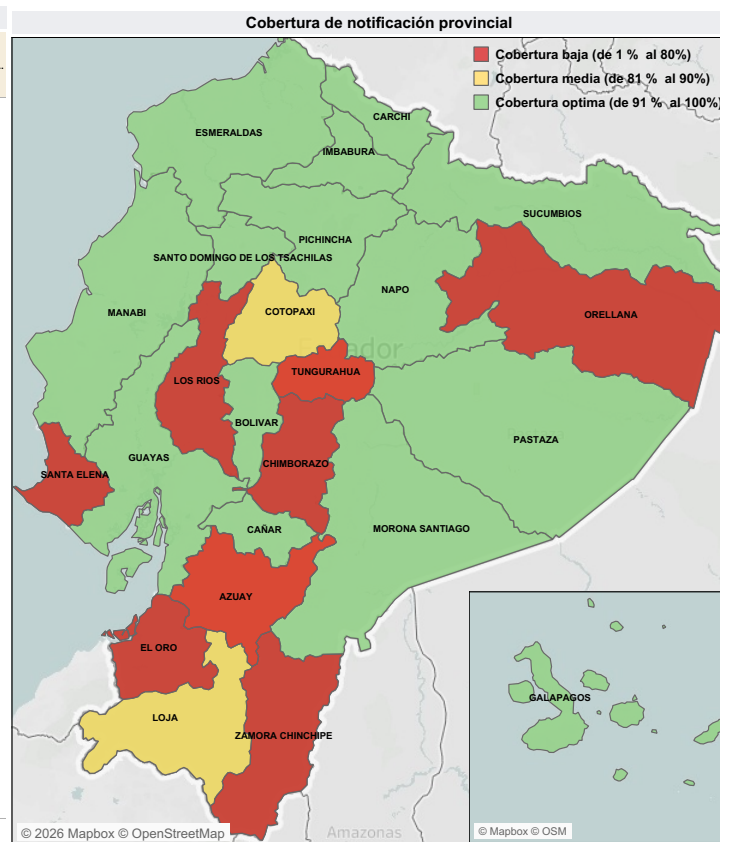 Cobertura de notificación provincial
Cobertura baja (de 1 % al 80%)
Cobertura media (de 81 % al 90%)
Cobertura optima (de 91 % al 100%)
CARCHI
ESMERALDAS
IMBABURA
SUCUMBIOS
PICHINCHA
SANTO DOMINGO DE LOS TSACHILAS
NAPO
MANABI
COTOPAXI
ORELLANA
TUNGURAHUA
LOS RIOS
BOLIVAR
PASTAZA
GUAYAS
CHIMBORAZO
SANTA ELENA
CAÑAR
MORONA SANTIAGO
AZUAY
EL ORO
GALAPAGOS
LOJA
ZAMORA CHINCHIPE
© 2026 Mapbox © OpenStreetMap
Amazonas
© Mapbox © OSM